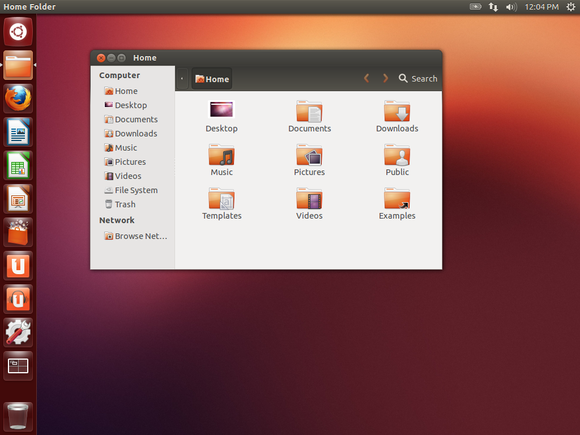 Home Folder
12:04 PM
Home
Computer
Home
Desktop
Documents
Downloads
Music
Pictures
Videos
File System
Trash
Network
Browse Net...
Home
Search
Desktop
Documents
Downloads
Music
Pictures
Public
Templates
Videos
Examples